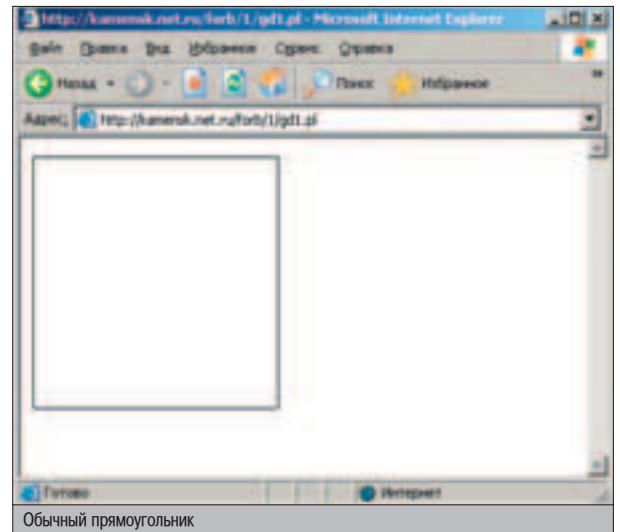 http://kamensk.net.ru/forb/1/gd1.pl - Microsoft Internet Explorer
Файл Правка Вид Избранное Сервис Справка
Назад Поиск Избранное
Адрес: http://kamensk.net.ru/forb/1/gd1.pl
Готово Интернет
Обычный прямоугольник